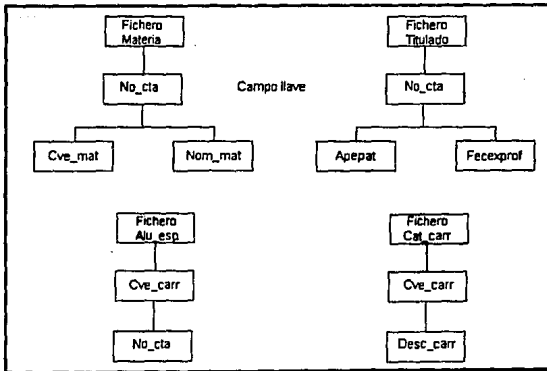 Fichero
Materia
Fichero
Titulado
No_cta
Campo llave
No_cta
Cve_mat
Nom_mat
Apepat
Fecexprof
Fichero
Alu_esp
Fichero
Cat_carr
Cve_carr
Cve_carr
No_cta
Desc_carr